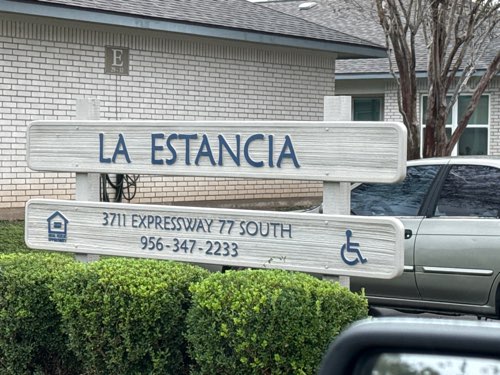 E
LA ESTANCIA
3711 EXPRESSWAY 77 SOUTH
956-347-2233